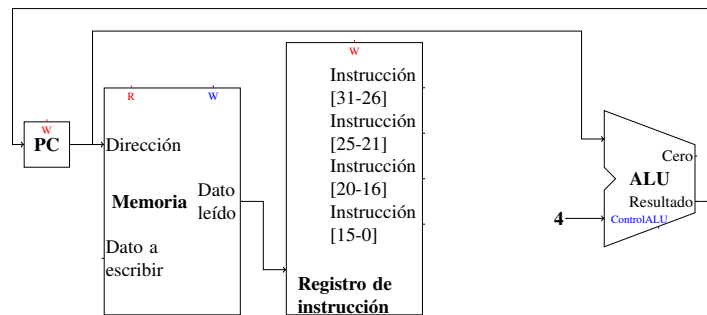 W
PC
R
W
Dirección
Memoria
Dato
leído
Dato a
escribir
W
Instrucción
[31-26]
Instrucción
[25-21]
Instrucción
[20-16]
Instrucción
[15-0]
Registro de
instrucción
4
Cero
ALU
Resultado
ControlALU